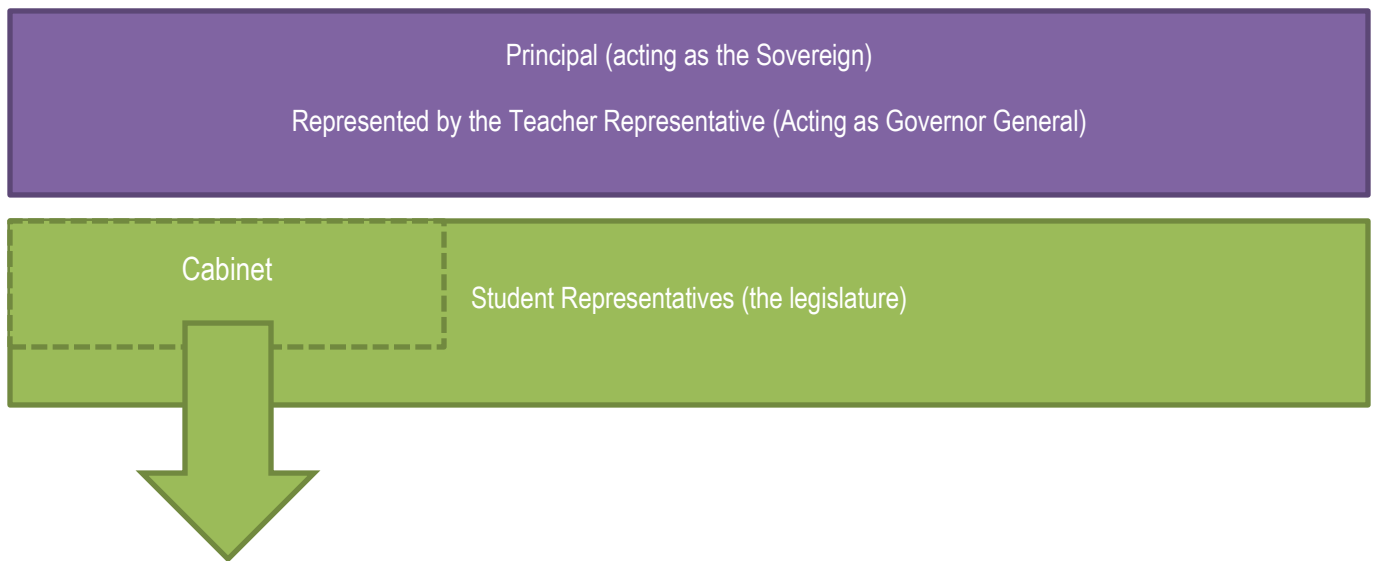 Principal (acting as the Sovereign)
Represented by the Teacher Representative (Acting as Governor General)
Cabinet
Student Representatives (the legislature)